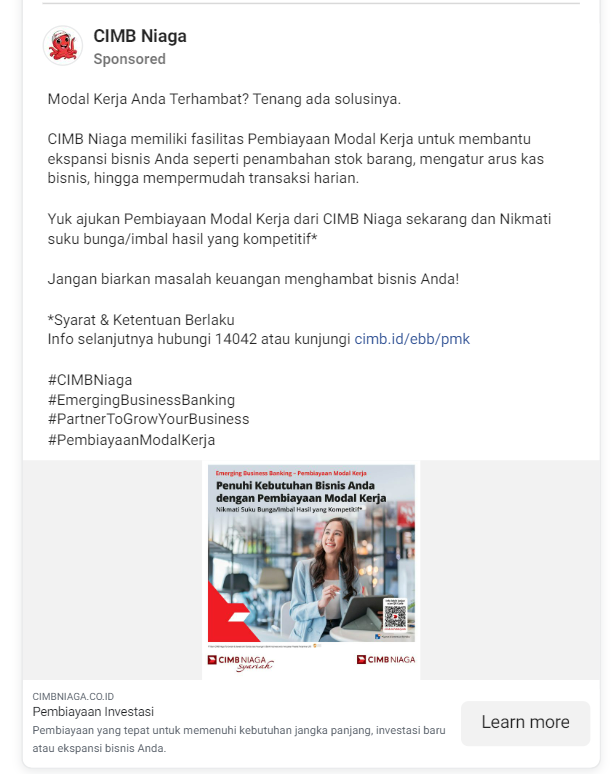 CIMB Niaga
Sponsored
Modal Kerja Anda Terhambat? Tenang ada solusinya.
CIMB Niaga memiliki fasilitas Pembiayaan Modal Kerja untuk membantu
ekspansi bisnis Anda seperti penambahan stok barang, mengatur arus kas
bisnis, hingga mempermudah transaksi harian.
Yuk ajukan Pembiayaan Modal Kerja dari CIMB Niaga sekarang dan Nikmati
suku bunga/imbal hasil yang kompetitif*
Jangan biarkan masalah keuangan menghambat bisnis Anda!
*Syarat & Ketentuan Berlaku
Info selanjutnya hubungi 14042 atau kunjungi cimb.id/ebb/pmk
#CIMBNiaga
#EmergingBusinessBanking
#PartnerToGrowYourBusiness
#PembiayaanModalKerja
Emerging Business Banking – Pembiayaan Modal Kerja
Penuhi Kebutuhan Bisnis Anda
dengan Pembiayaan Modal Kerja
Nikmati Suku Bunga/Imbal Hasil yang Kompetitif*
CIMB NIAGA
syariah
CIMB NIAGA
CIMBNIAGA.CO.ID
Pembiayaan Investasi
Pembiayaan yang tepat untuk memenuhi kebutuhan jangka panjang, investasi baru
atau ekspansi bisnis Anda.
Learn more